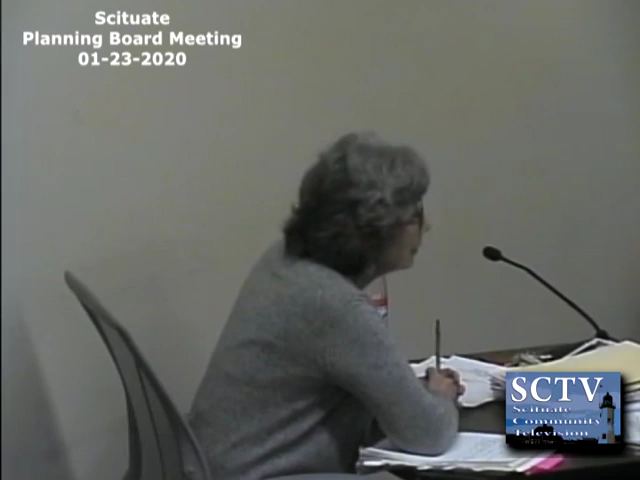 Scituate
Planning Board Meeting
01-23-2020
SCTV
Scituate
Community
Television